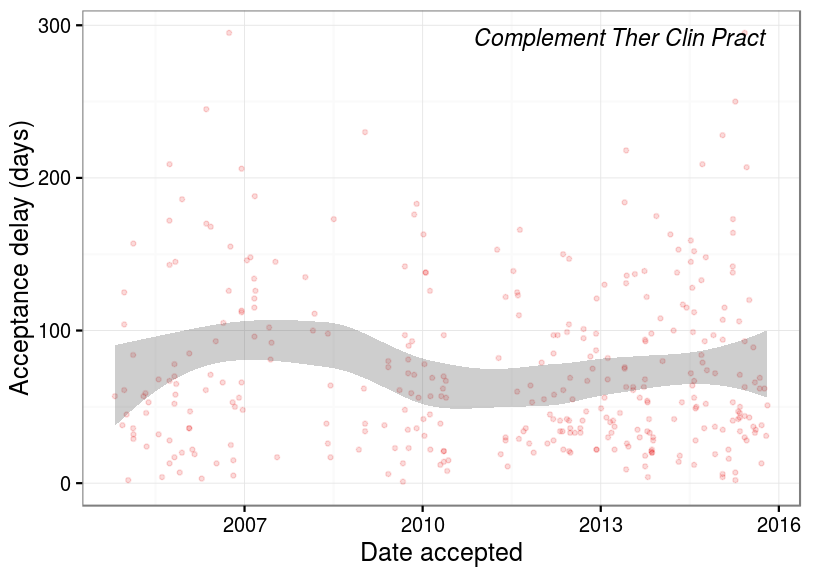 Complement Ther Clin Pract
Acceptance delay (days)
300
200
100
0
2007 2010 2013 2016
Date accepted